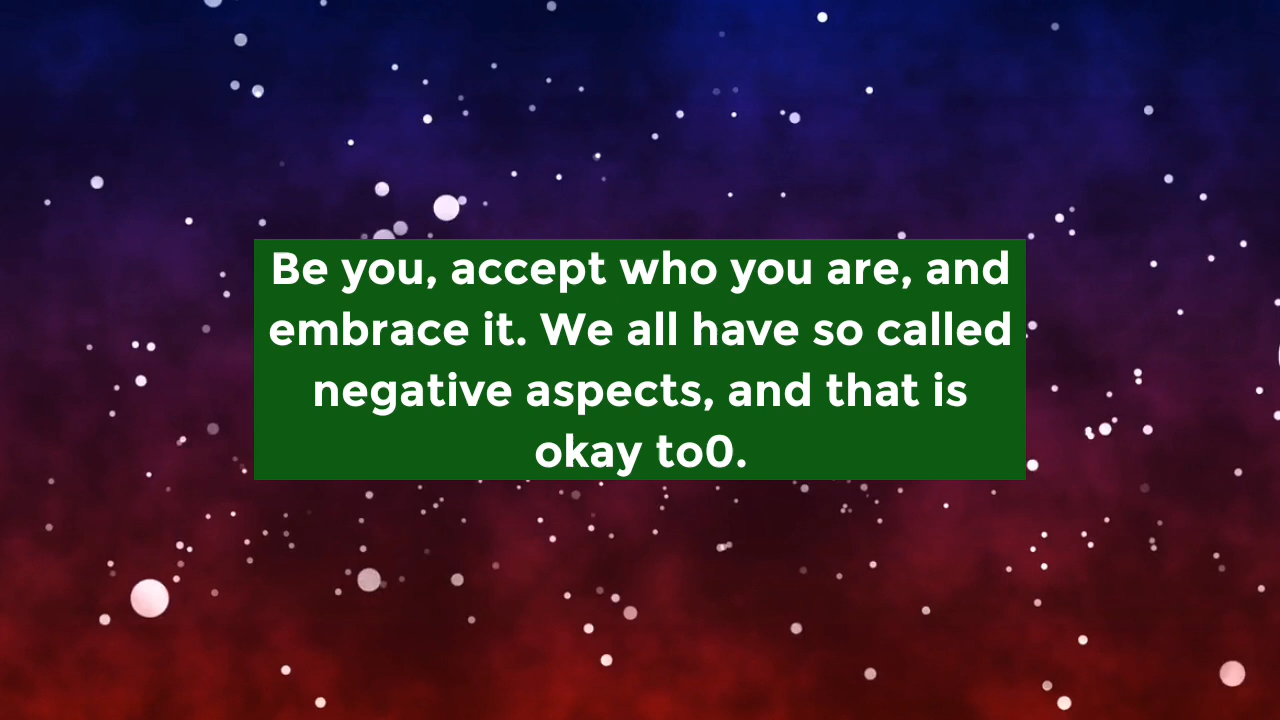 Be you, accept who you are, and
embrace it. We all have so called
negative aspects, and that is
okay to0.